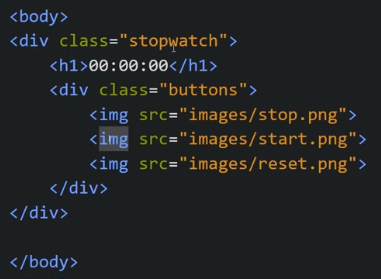 <body>
<div class="stopwatch">
<h1>00:00:00</h1>
<div class="buttons">
<img src="images/stop.png">
<img src="images/start.png">
<img src="images/reset.png">
</div>
</div>
</body>